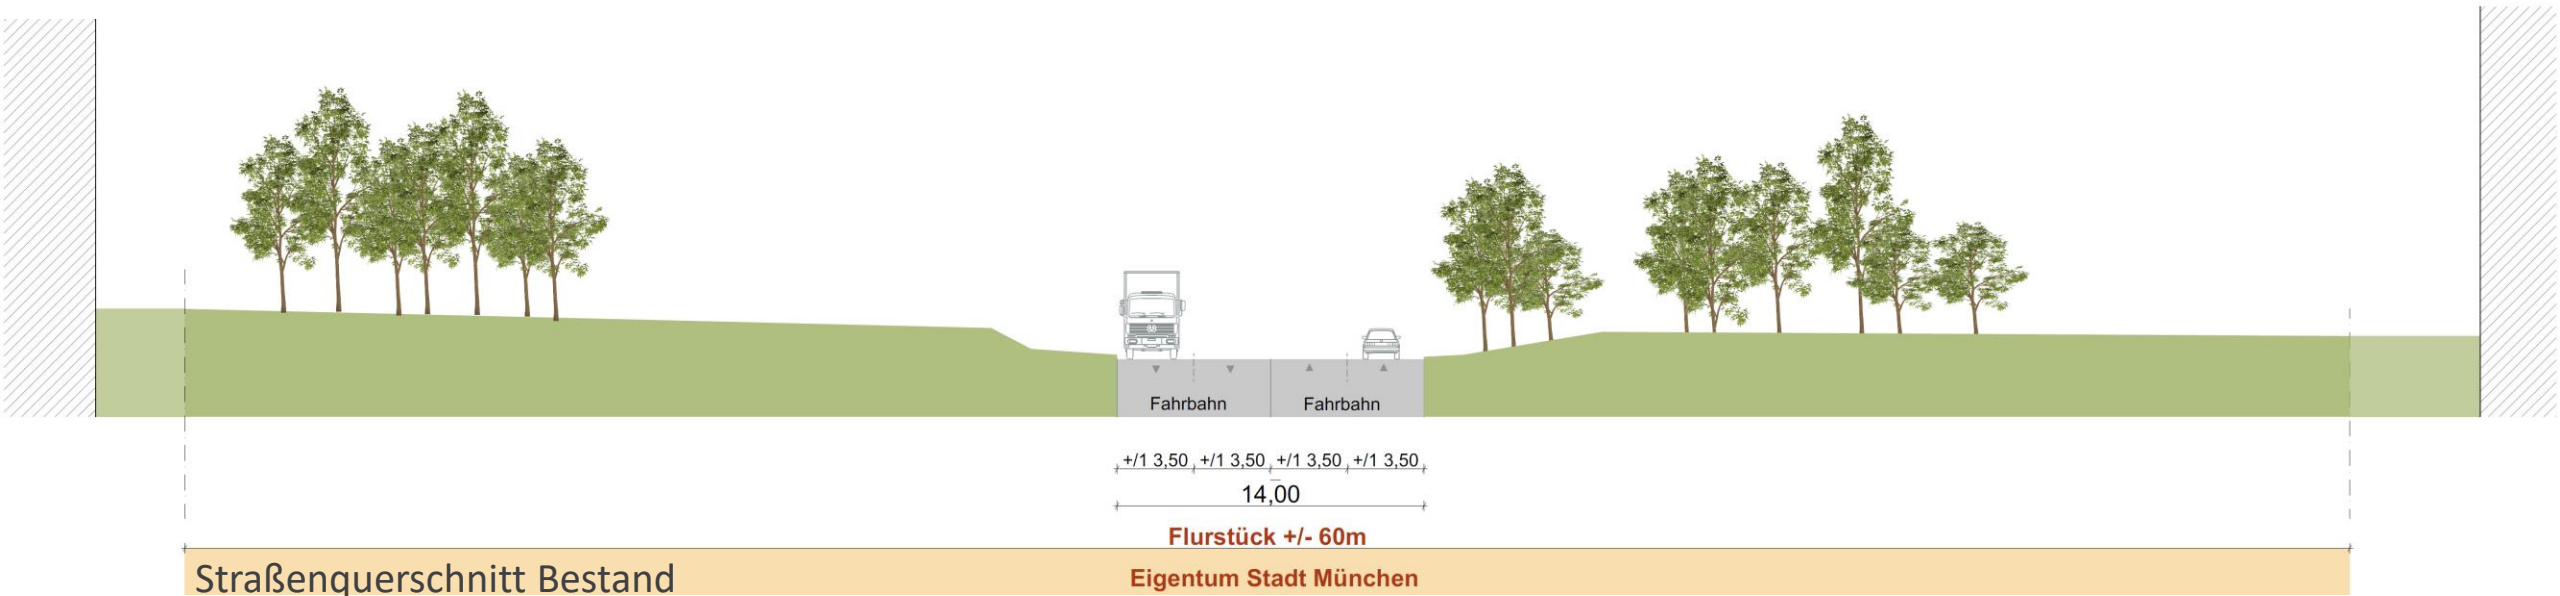 Fahrbahn Fahrbahn
+/1 3,50 +/1 3,50 +/1 3,50 +/1 3,50
14,00
Flurstück +/- 60m
Straßenquerschnitt Bestand
Eigentum Stadt München